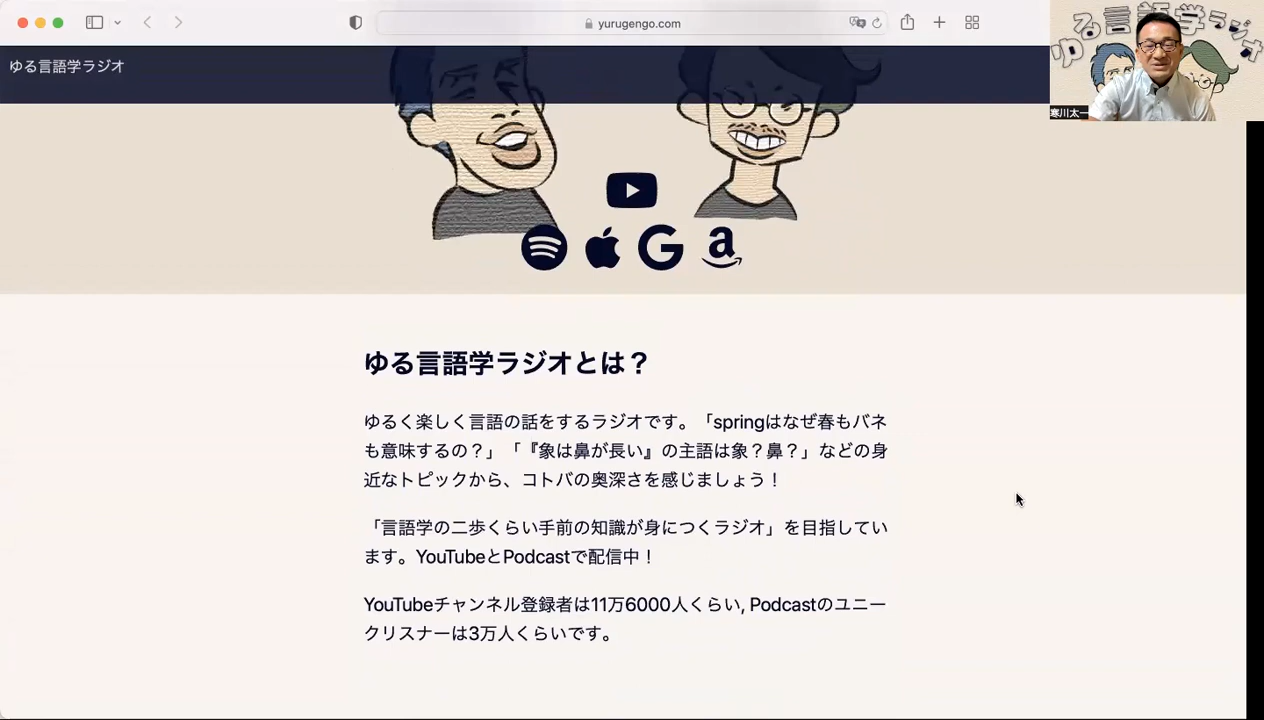 yurugengo.com
ゆる言語学ラジオ
ゆる言語学ラジオ
寒川太一
ゆる言語学ラジオとは？
ゆるく楽しく言語の話をするラジオです。「springはなぜ春もバネ
も意味するの？」「『象は鼻が長い』の主語は象？鼻？」などの身
近なトピックから、コトバの奥深さを感じましょう！
「言語学の二歩くらい手前の知識が身につくラジオ」を目指してい
ます。YouTubeとPodcastで配信中！
YouTubeチャンネル登録者は11万6000人くらい, Podcastのユニー
クリスナーは3万人くらいです。